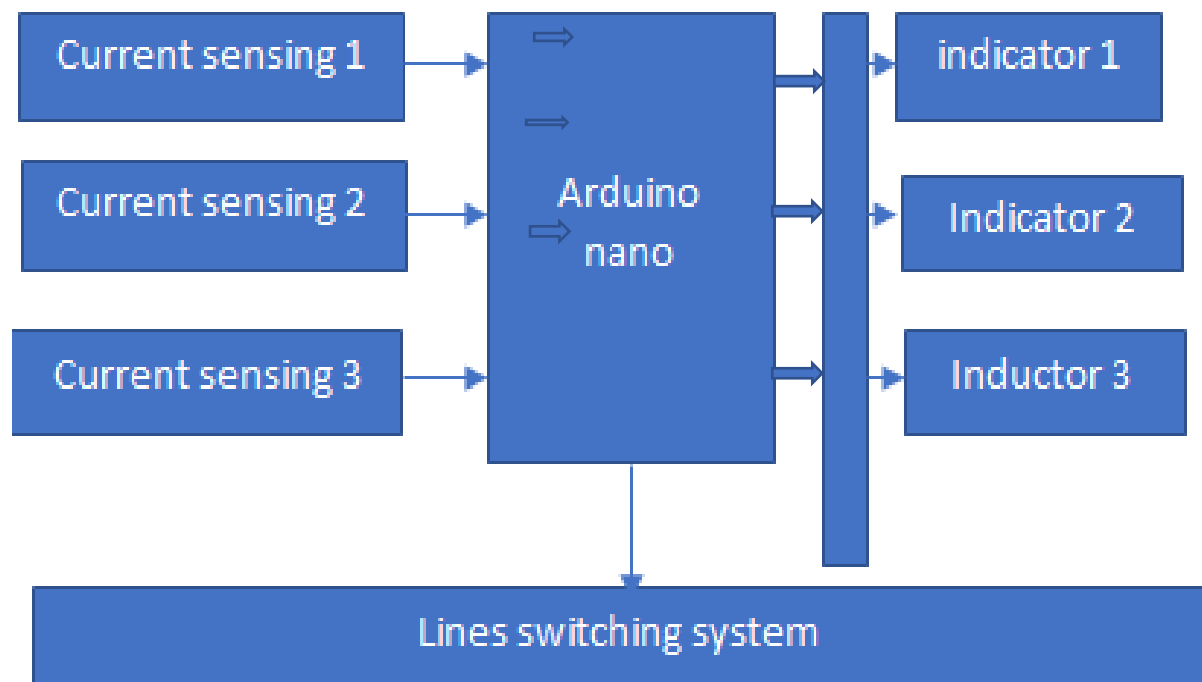 Current sensing 1
indicator 1
Current sensing 2
Arduino
nano
Indicator 2
Current sensing 3
Inductor 3
Lines switching system